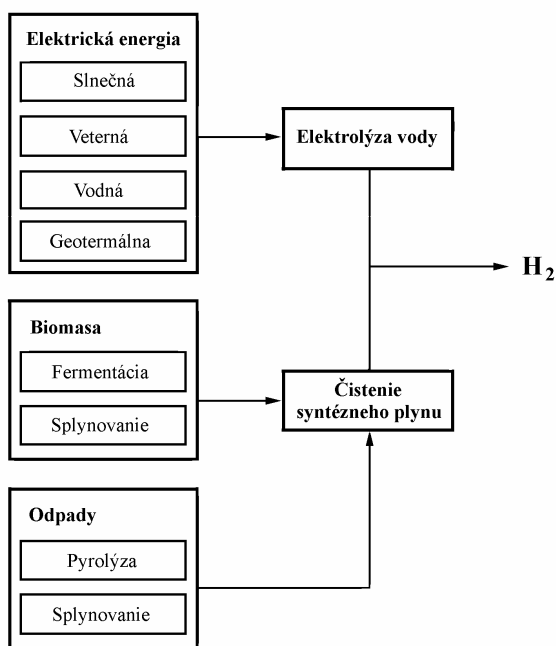 Elektrická energia
Slnečná
Veterná
Vodná
Geotermálna
Elektrolýza vody
H2
Biomasa
Fermentácia
Splynovanie
Čistenie
syntézneho plynu
Odpady
Pyrolýza
Splynovanie